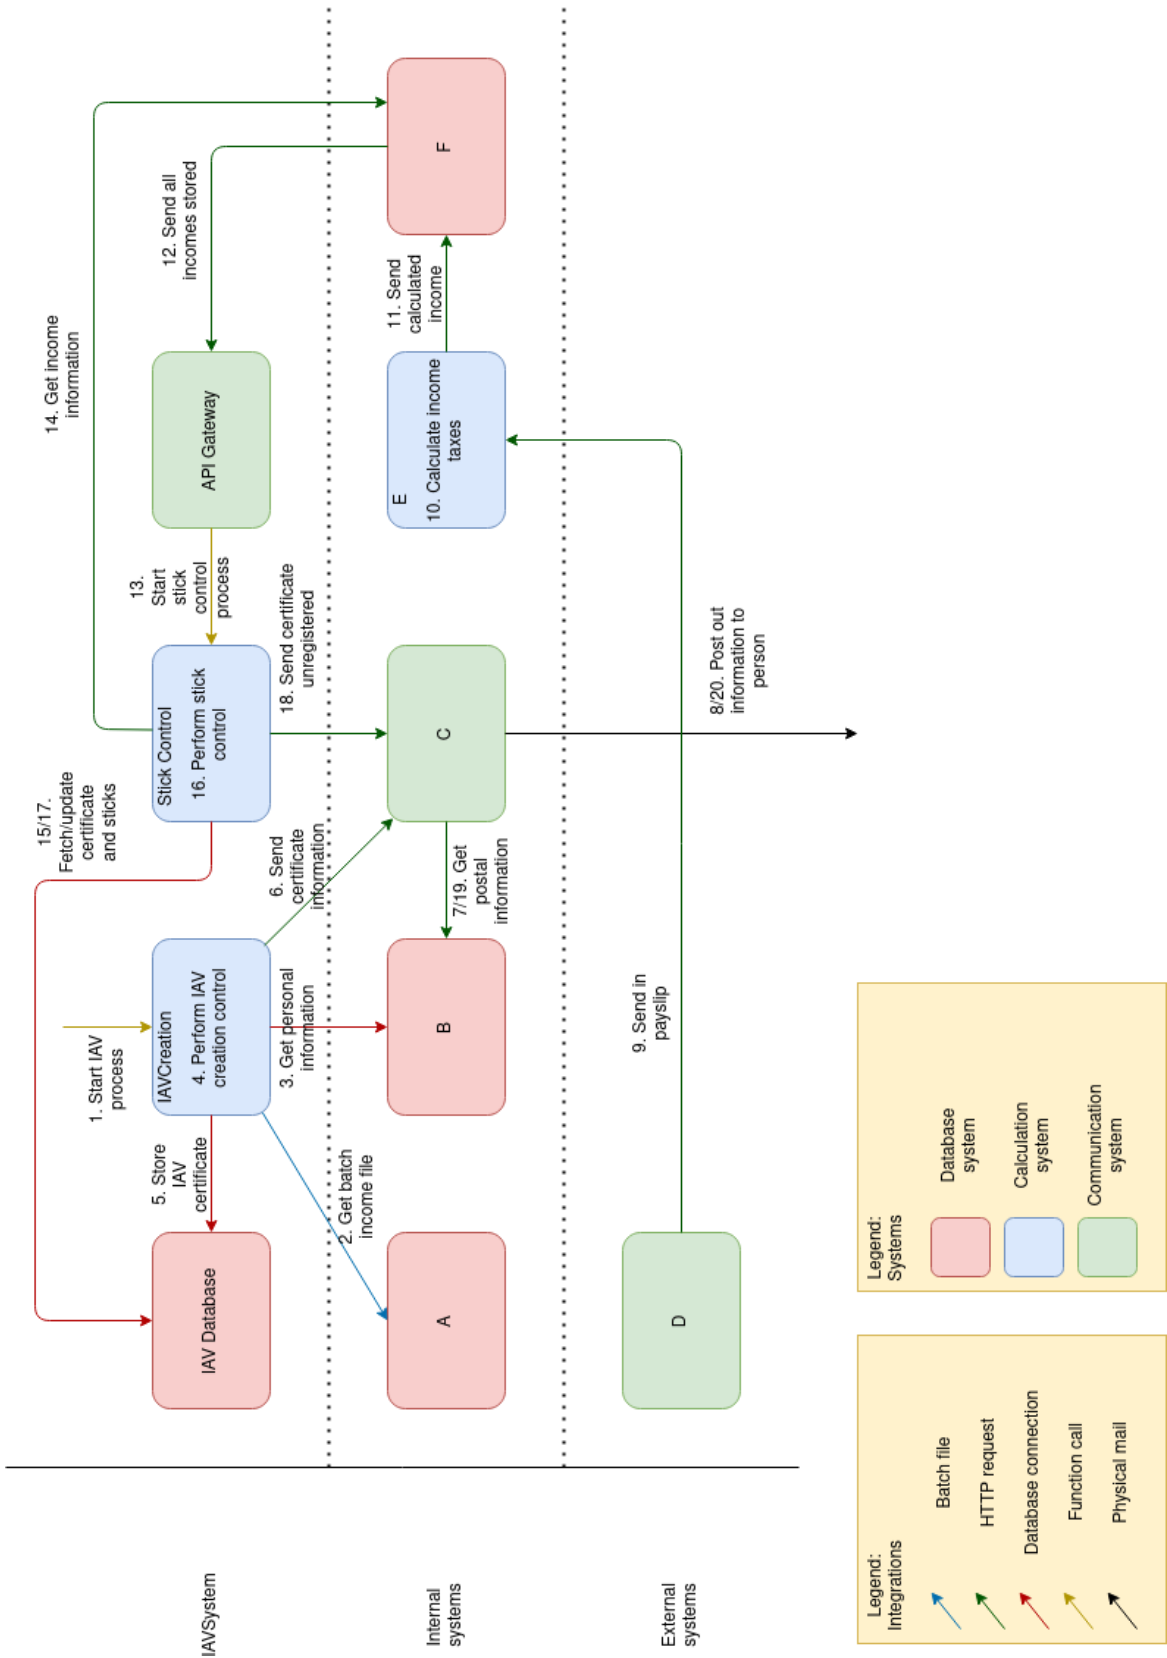 IAVSystem
1. Start IAV
process
15/17.
Fetch/update
certificate
and sticks
14. Get income
information
IAV Database
5. Store
IAV
certificate
IAVCreation
4. Perform IAV
creation control
Stick Control
16. Perform stick
control
13.
Start
stick
control
process
API Gateway
12. Send all
incomes stored
2. Get batch
income file
3. Get personal
information
6. Send
certificate
information
18. Send certificate
unregistered
Internal
systems
A
B
7/19. Get
postal
information
C
E
10. Calculate income
taxes
11. Send
calculated
income
F
External
systems
D
9. Send in
payslip
8/20. Post out
information to
person
Legend:
Integrations
Batch file
HTTP request
Database connection
Function call
Physical mail
Legend:
Systems
Database
system
Calculation
system
Communication
system